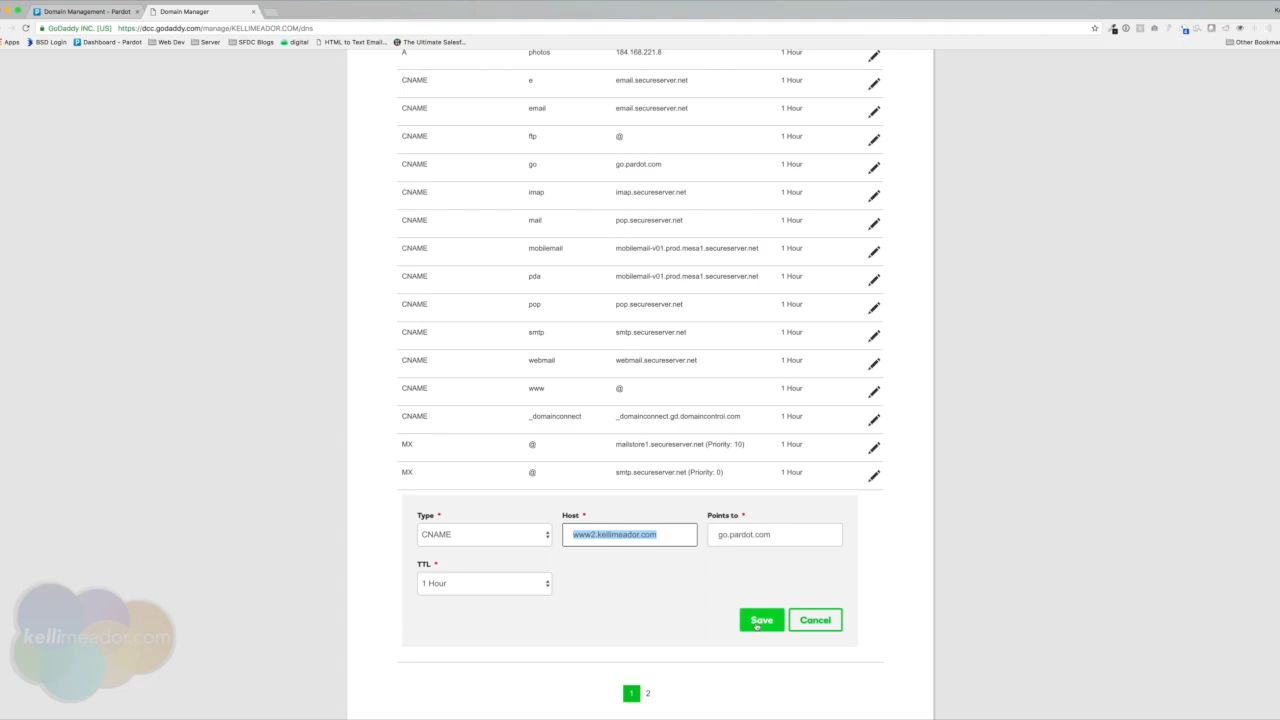 Domain Management - Pardot
Domain Manager
GoDaddy INC. [US] https://dcc.godaddy.com/manage/KELLIMEADOR.COM/dns
Apps BSD Login Dashboard - Pardot Web Dev Server SFDC Blogs digital HTML to Text Email... The Ultimate Salesf... Other Bookmar
A photos 184.168.221.8 1 Hour
CNAME e email.secureserver.net 1 Hour
CNAME email email.secureserver.net 1 Hour
CNAME ftp @ 1 Hour
CNAME go go.pardot.com 1 Hour
CNAME imap imap.secureserver.net 1 Hour
CNAME mail pop.secureserver.net 1 Hour
CNAME mobilemail mobilemail-v01.prod.mesa1.secureserver.net 1 Hour
CNAME pda mobilemail-v01.prod.mesa1.secureserver.net 1 Hour
CNAME pop pop.secureserver.net 1 Hour
CNAME smtp smtp.secureserver.net 1 Hour
CNAME webmail webmail.secureserver.net 1 Hour
CNAME www @ 1 Hour
CNAME _domainconnect _domainconnect.gd.domaincontrol.com 1 Hour
MX @ mailstore1.secureserver.net (Priority: 10) 1 Hour
MX @ smtp.secureserver.net (Priority: 0) 1 Hour
Type * Host * Points to *
CNAME www2.kellimeador.com go.pardot.com
TTL *
1 Hour
Save Cancel
kellimeador.com
1 2